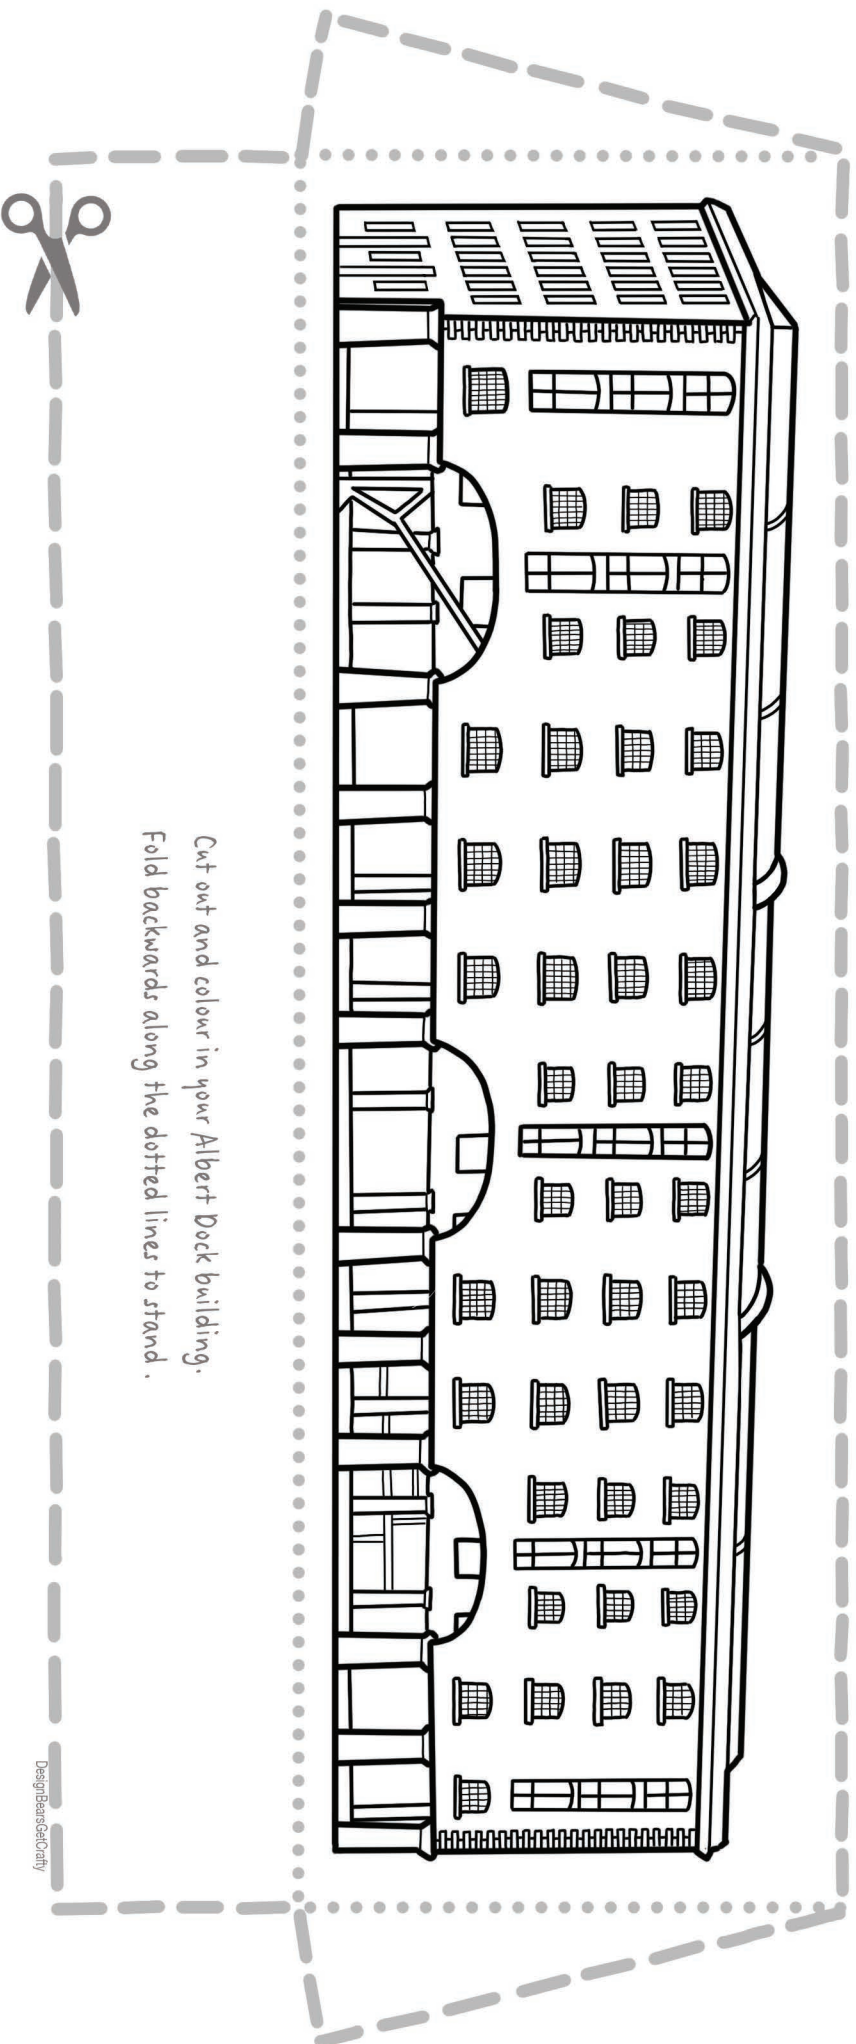 Cut out and colour in your Albert Dock building.
Fold backwards along the dotted lines to stand.
DesignBearsGetCrafty